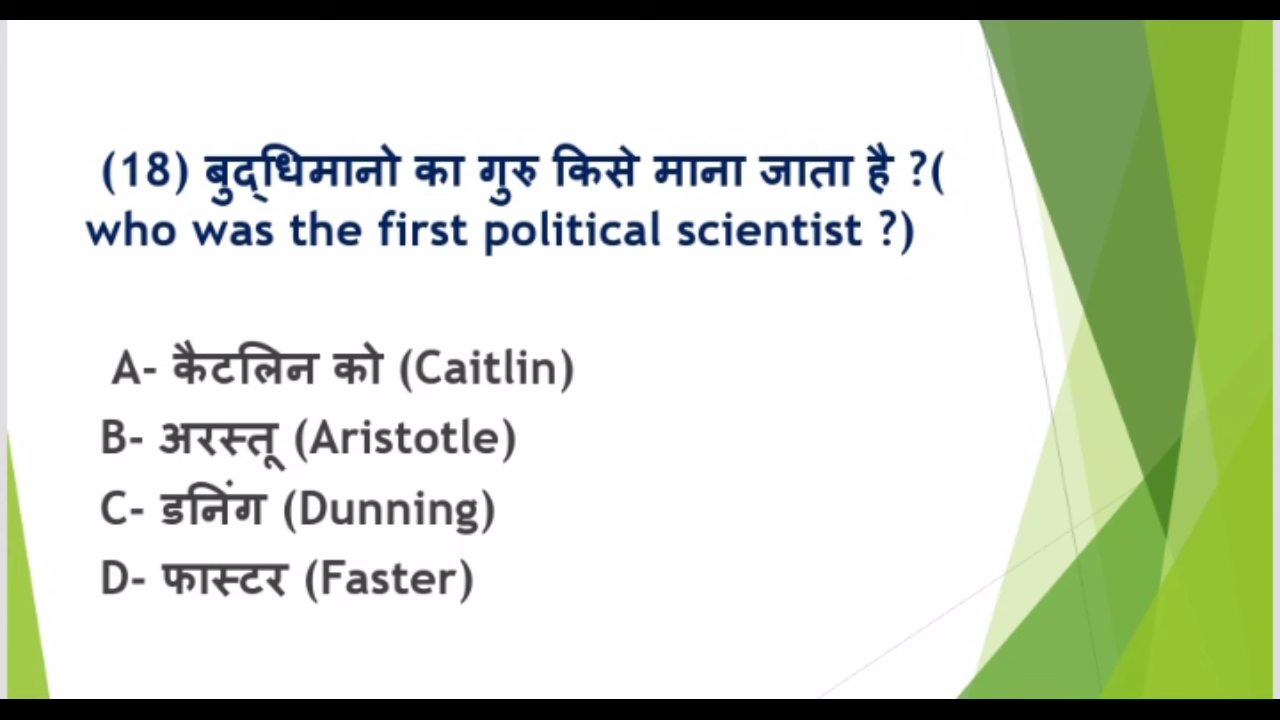 (18) बुद्धिमानो का गुरु किसे माना जाता है ?(
who was the first political scientist ?)
A- कैटलिन को (Caitlin)
B- अरस्तू (Aristotle)
C- डनिंग (Dunning)
D- फास्टर (Faster)